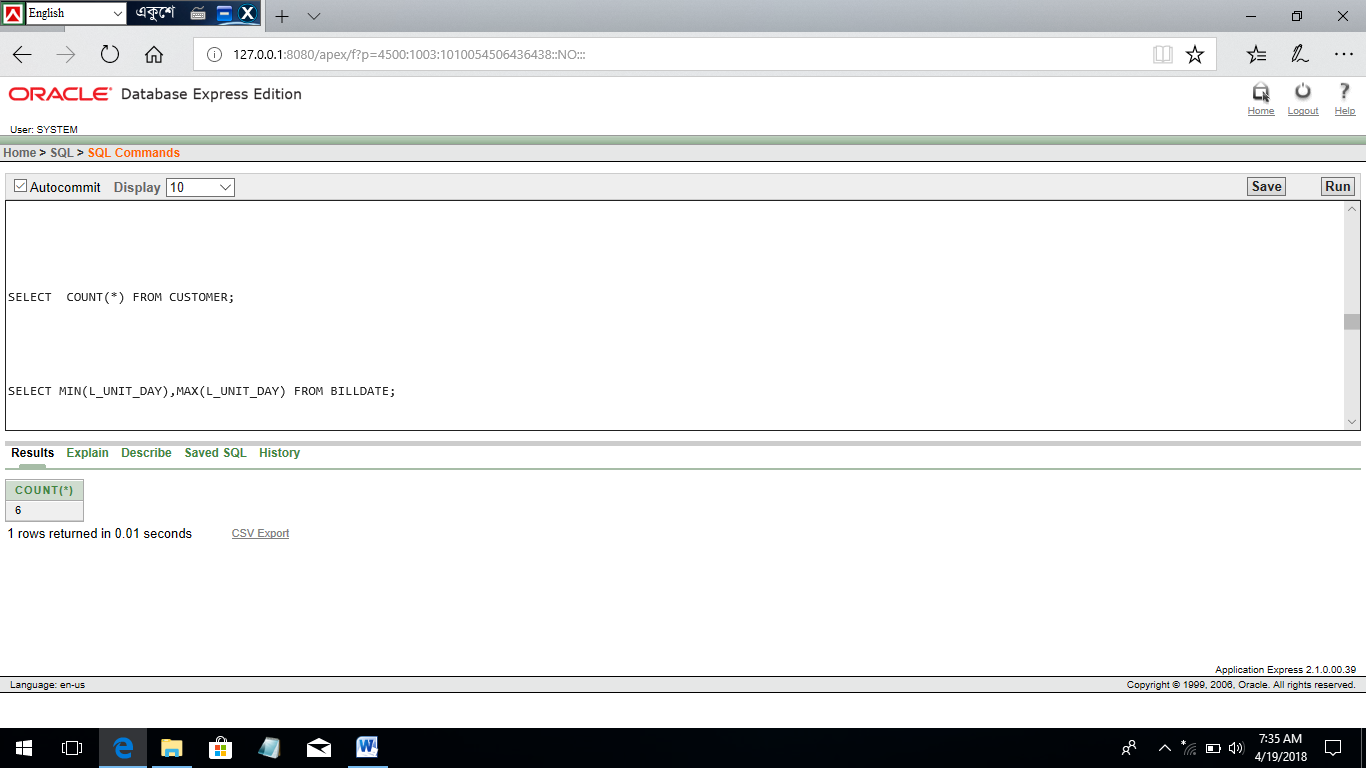 English
একুশে
127.0.0.1:8080/apex/f?p=4500:1003:1010054506436438::NO:::
ORACLE Database Express Edition
Home Logout Help
User: SYSTEM
Home > SQL > SQL Commands
Autocommit Display 10 Save Run
SELECT  COUNT(*) FROM CUSTOMER;
SELECT MIN(L_UNIT_DAY),MAX(L_UNIT_DAY) FROM BILLDATE;
Results Explain Describe Saved SQL History
COUNT(*)
6
1 rows returned in 0.01 seconds CSV Export
Application Express 2.1.0.00.39
Language: en-us Copyright © 1999, 2006, Oracle. All rights reserved.
7:35 AM
4/19/2018